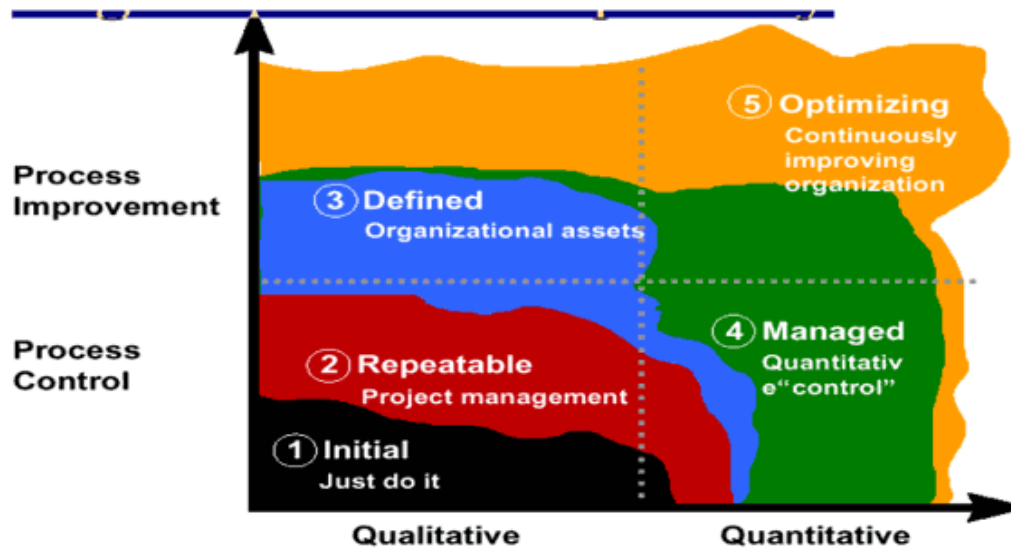 5 Optimizing
Continuously
improving
organization
Process
Improvement
3 Defined
Organizational assets
Process
Control
2 Repeatable
Project management
4 Managed
Quantitativ
e“control”
1 Initial
Just do it
Qualitative
Quantitative